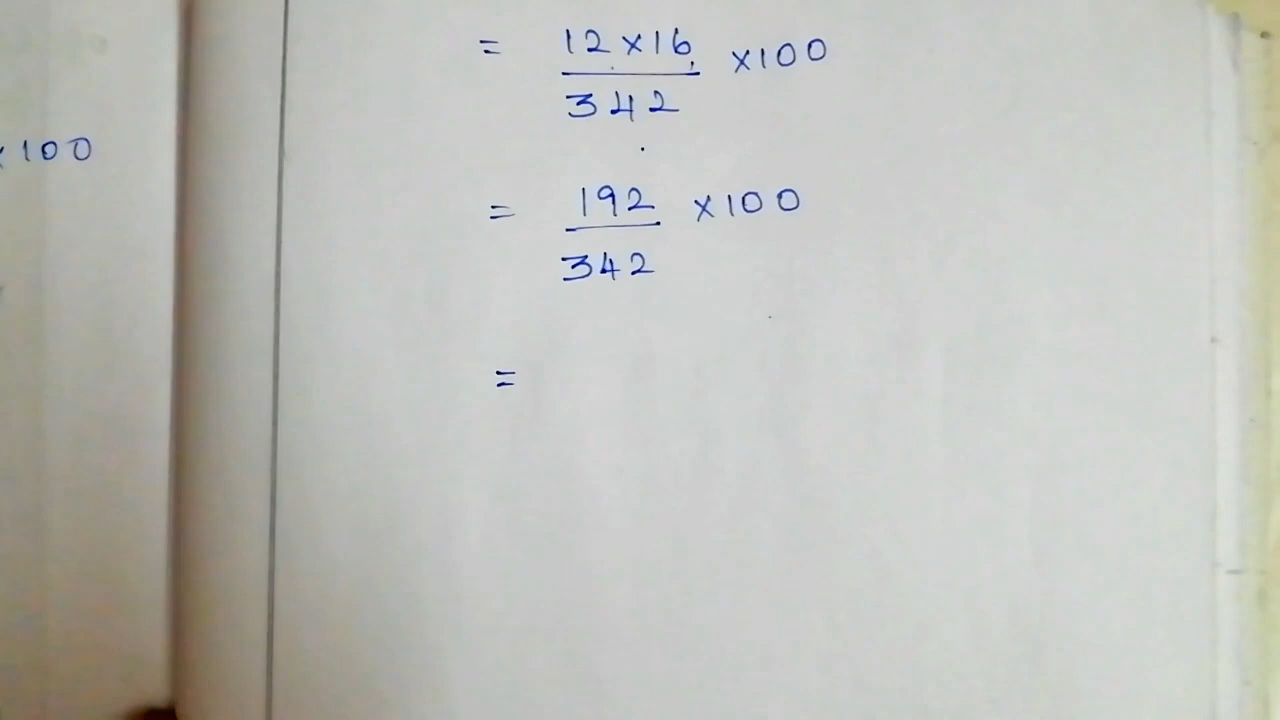 = 12×16 ×100
342
×100
= 192 ×100
342
=